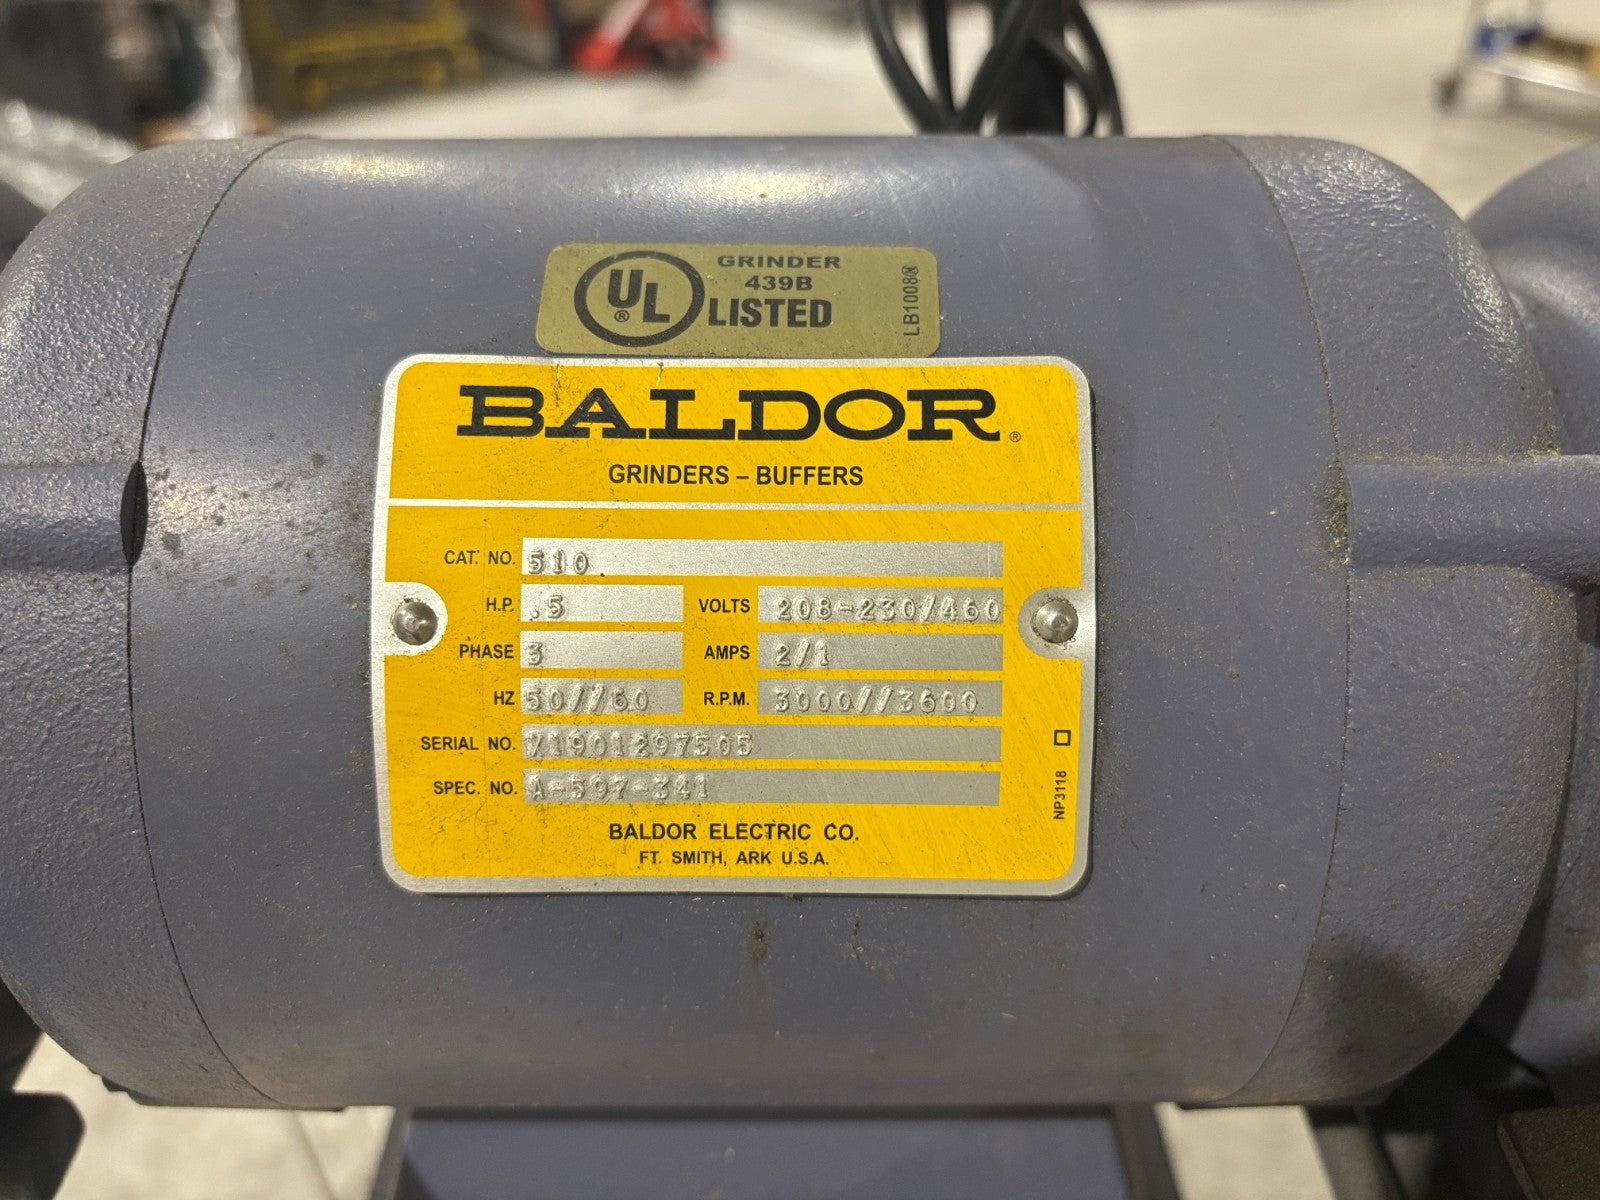 GRINDER
439B
UL® LISTED
LB10080
BALDOR®
GRINDERS – BUFFERS
CAT. NO. 510
H.P. .5 VOLTS 208-230/460
PHASE 3 AMPS 2/1
HZ 50//60 R.P.M. 3000//3600
SERIAL NO. X1901297505
SPEC. NO. A-597-341
NP3118
BALDOR ELECTRIC CO.
FT. SMITH, ARK U.S.A.